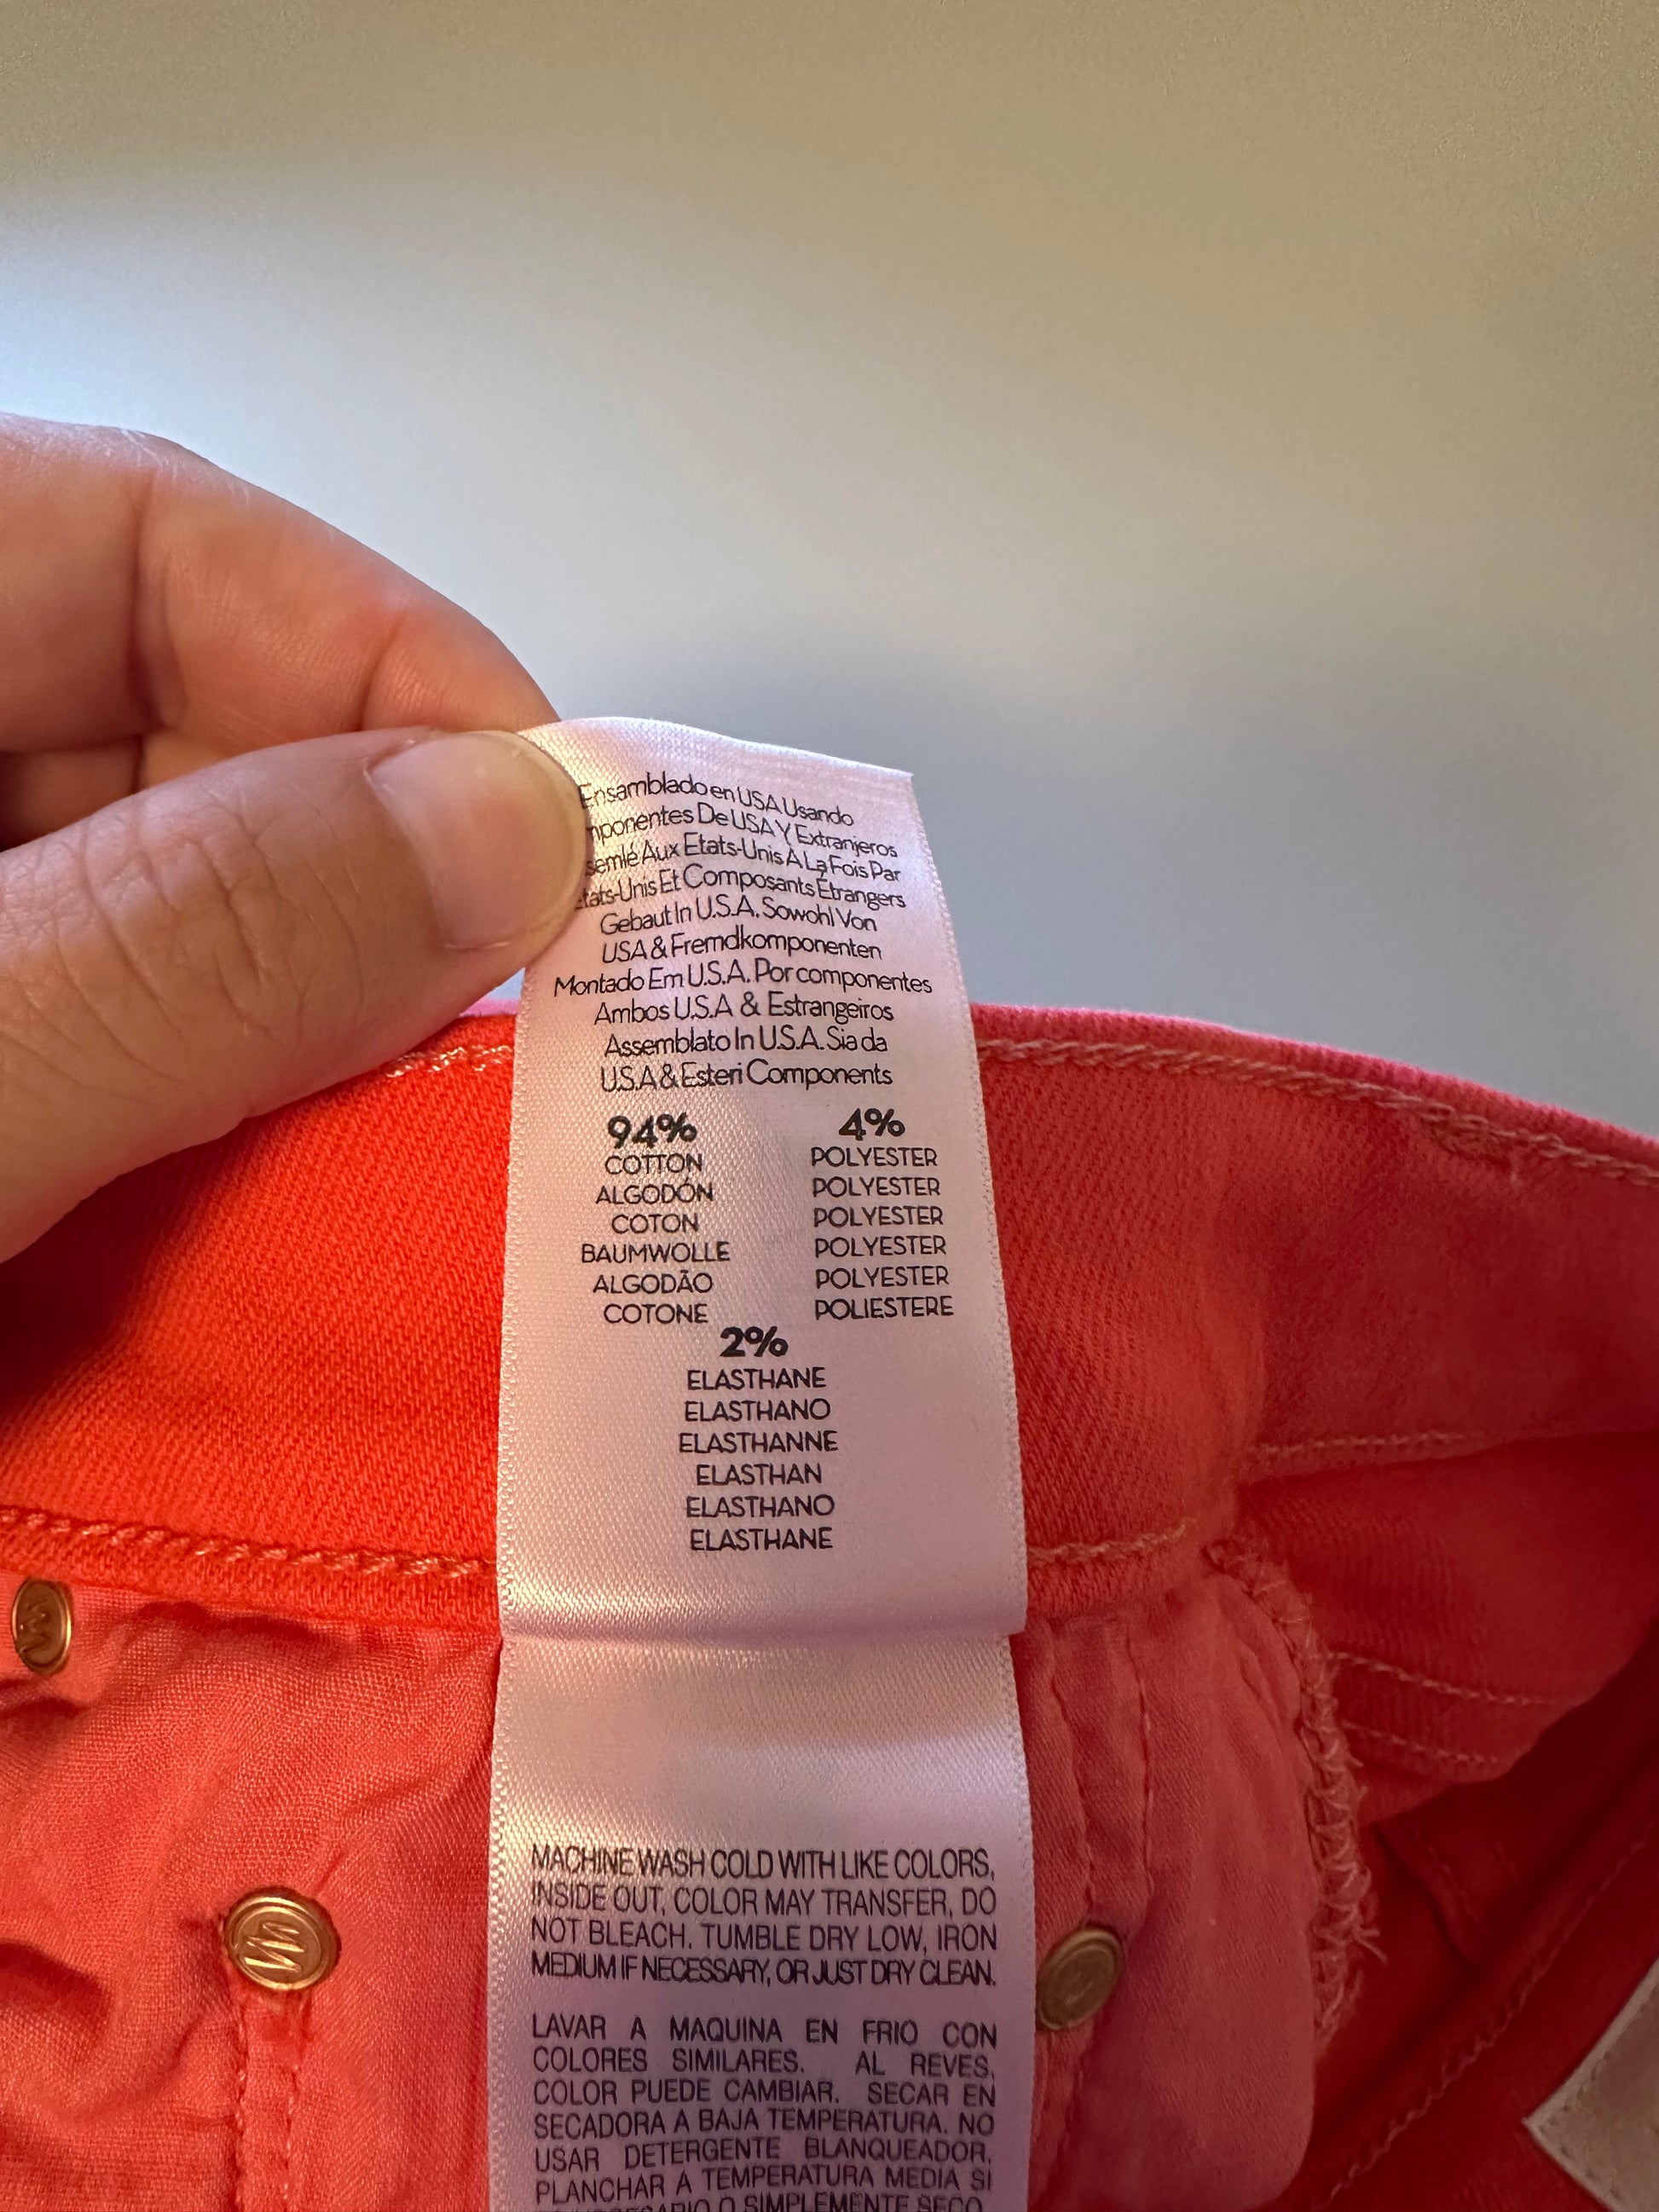 Ensamblado en USA Usando
De USA Y Extranjeros
Aux Etats-Unis À La Fois Par
Et Composants Étrangers
Gebaut In U.S.A. Sowohl Von
USA & Fremdkomponenten
Montado Em U.S.A. Por componentes
Ambos U.S.A & Estrangeiros
Assemblato In U.S.A. Sia da
U.S.A & Esteri Components
94% 4%
COTTON POLYESTER
ALGODÓN POLYESTER
COTON POLYESTER
BAUMWOLLE POLYESTER
ALGODÃO POLYESTER
COTONE POLIESTERE
2%
ELASTHANE
ELASTHANO
ELASTHANNE
ELASTHAN
ELASTHANO
ELASTHANE
MACHINE WASH COLD WITH LIKE COLORS,
INSIDE OUT, COLOR MAY TRANSFER, DO
NOT BLEACH. TUMBLE DRY LOW, IRON
MEDIUM IF NECESSARY, OR JUST DRY CLEAN.
LAVAR A MAQUINA EN FRIO CON
COLORES SIMILARES. AL REVES,
COLOR PUEDE CAMBIAR. SECAR EN
SECADORA A BAJA TEMPERATURA. NO
USAR DETERGENTE BLANQUEADOR,
PLANCHAR A TEMPERATURA MEDIA SI
O SIMPLEMENTE SECO.